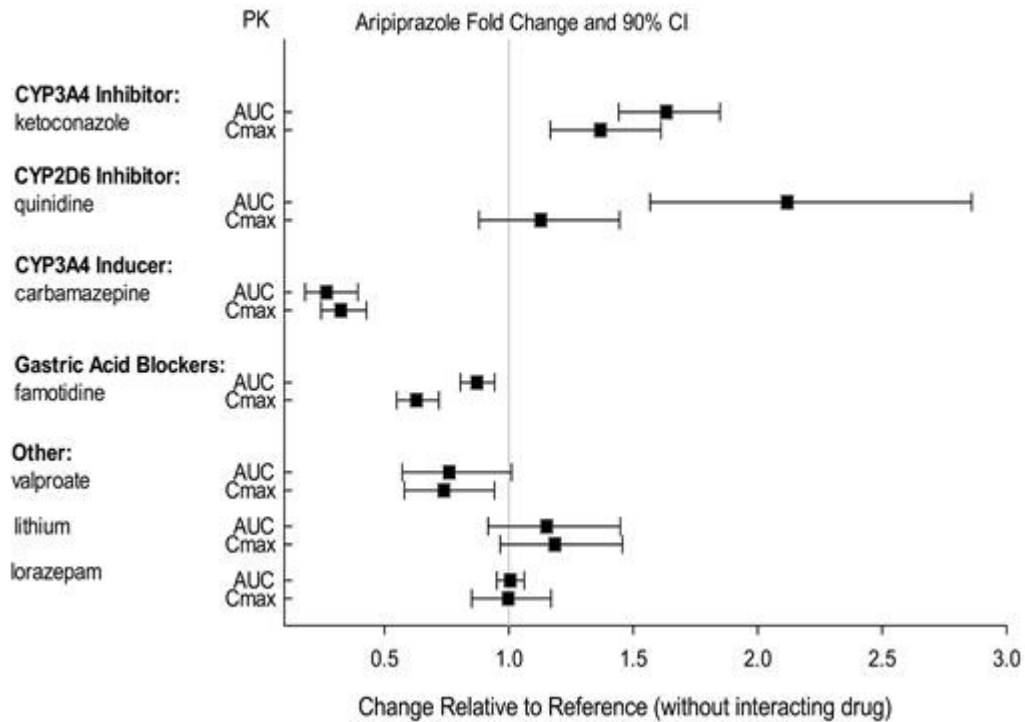 PK Aripiprazole Fold Change and 90% CI
CYP3A4 Inhibitor:
ketoconazole
AUC
Cmax
CYP2D6 Inhibitor:
quinidine
AUC
Cmax
CYP3A4 Inducer:
carbamazepine
AUC
Cmax
Gastric Acid Blockers:
famotidine
AUC
Cmax
Other:
valproate
AUC
Cmax
lithium
AUC
Cmax
lorazepam
AUC
Cmax
0.5 1.0 1.5 2.0 2.5 3.0
Change Relative to Reference (without interacting drug)